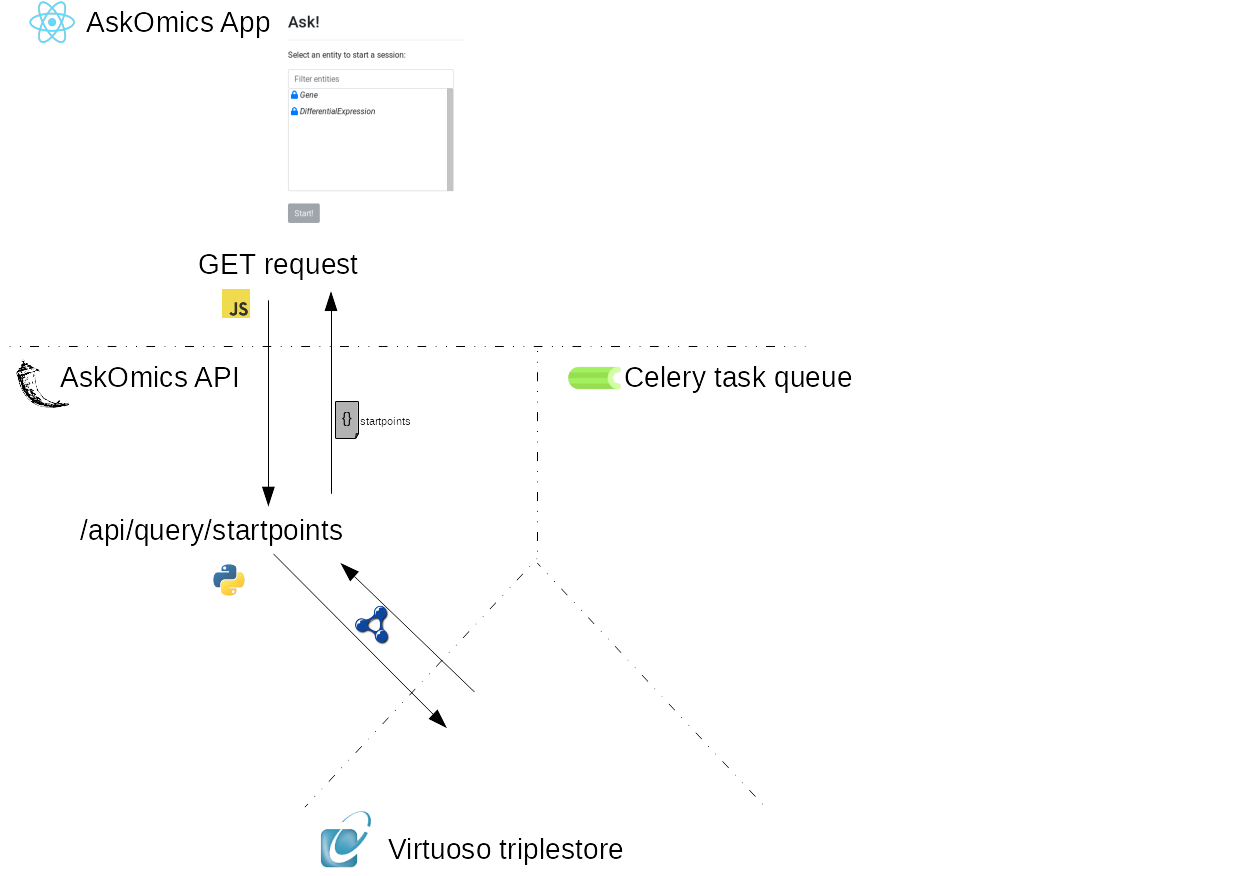 AskOmics App
Ask!
Select an entity to start a session:
Filter entities
Gene
DifferentialExpression
Start!
GET request
JS
AskOmics API
Celery task queue
{}
startpoints
/api/query/startpoints
Virtuoso triplestore